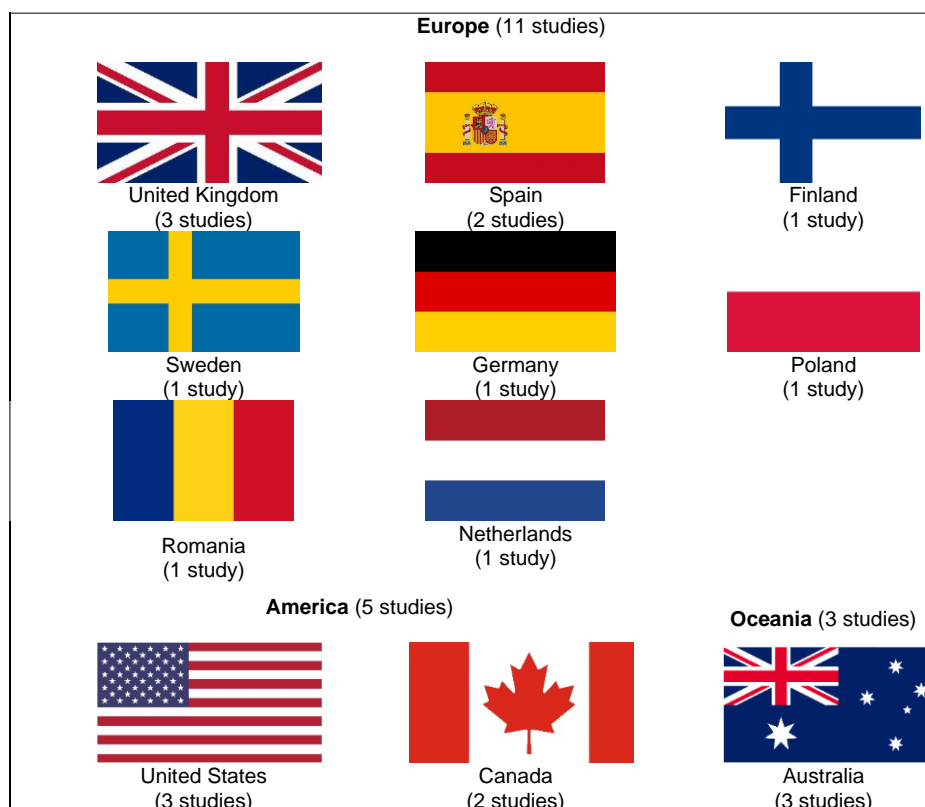 Europe (11 studies)
United Kingdom
(3 studies)
Spain
(2 studies)
Finland
(1 study)
Sweden
(1 study)
Germany
(1 study)
Poland
(1 study)
Romania
(1 study)
Netherlands
(1 study)
America (5 studies)
Oceania (3 studies)
United States
(3 studies)
Canada
(2 studies)
Australia
(3 studies)